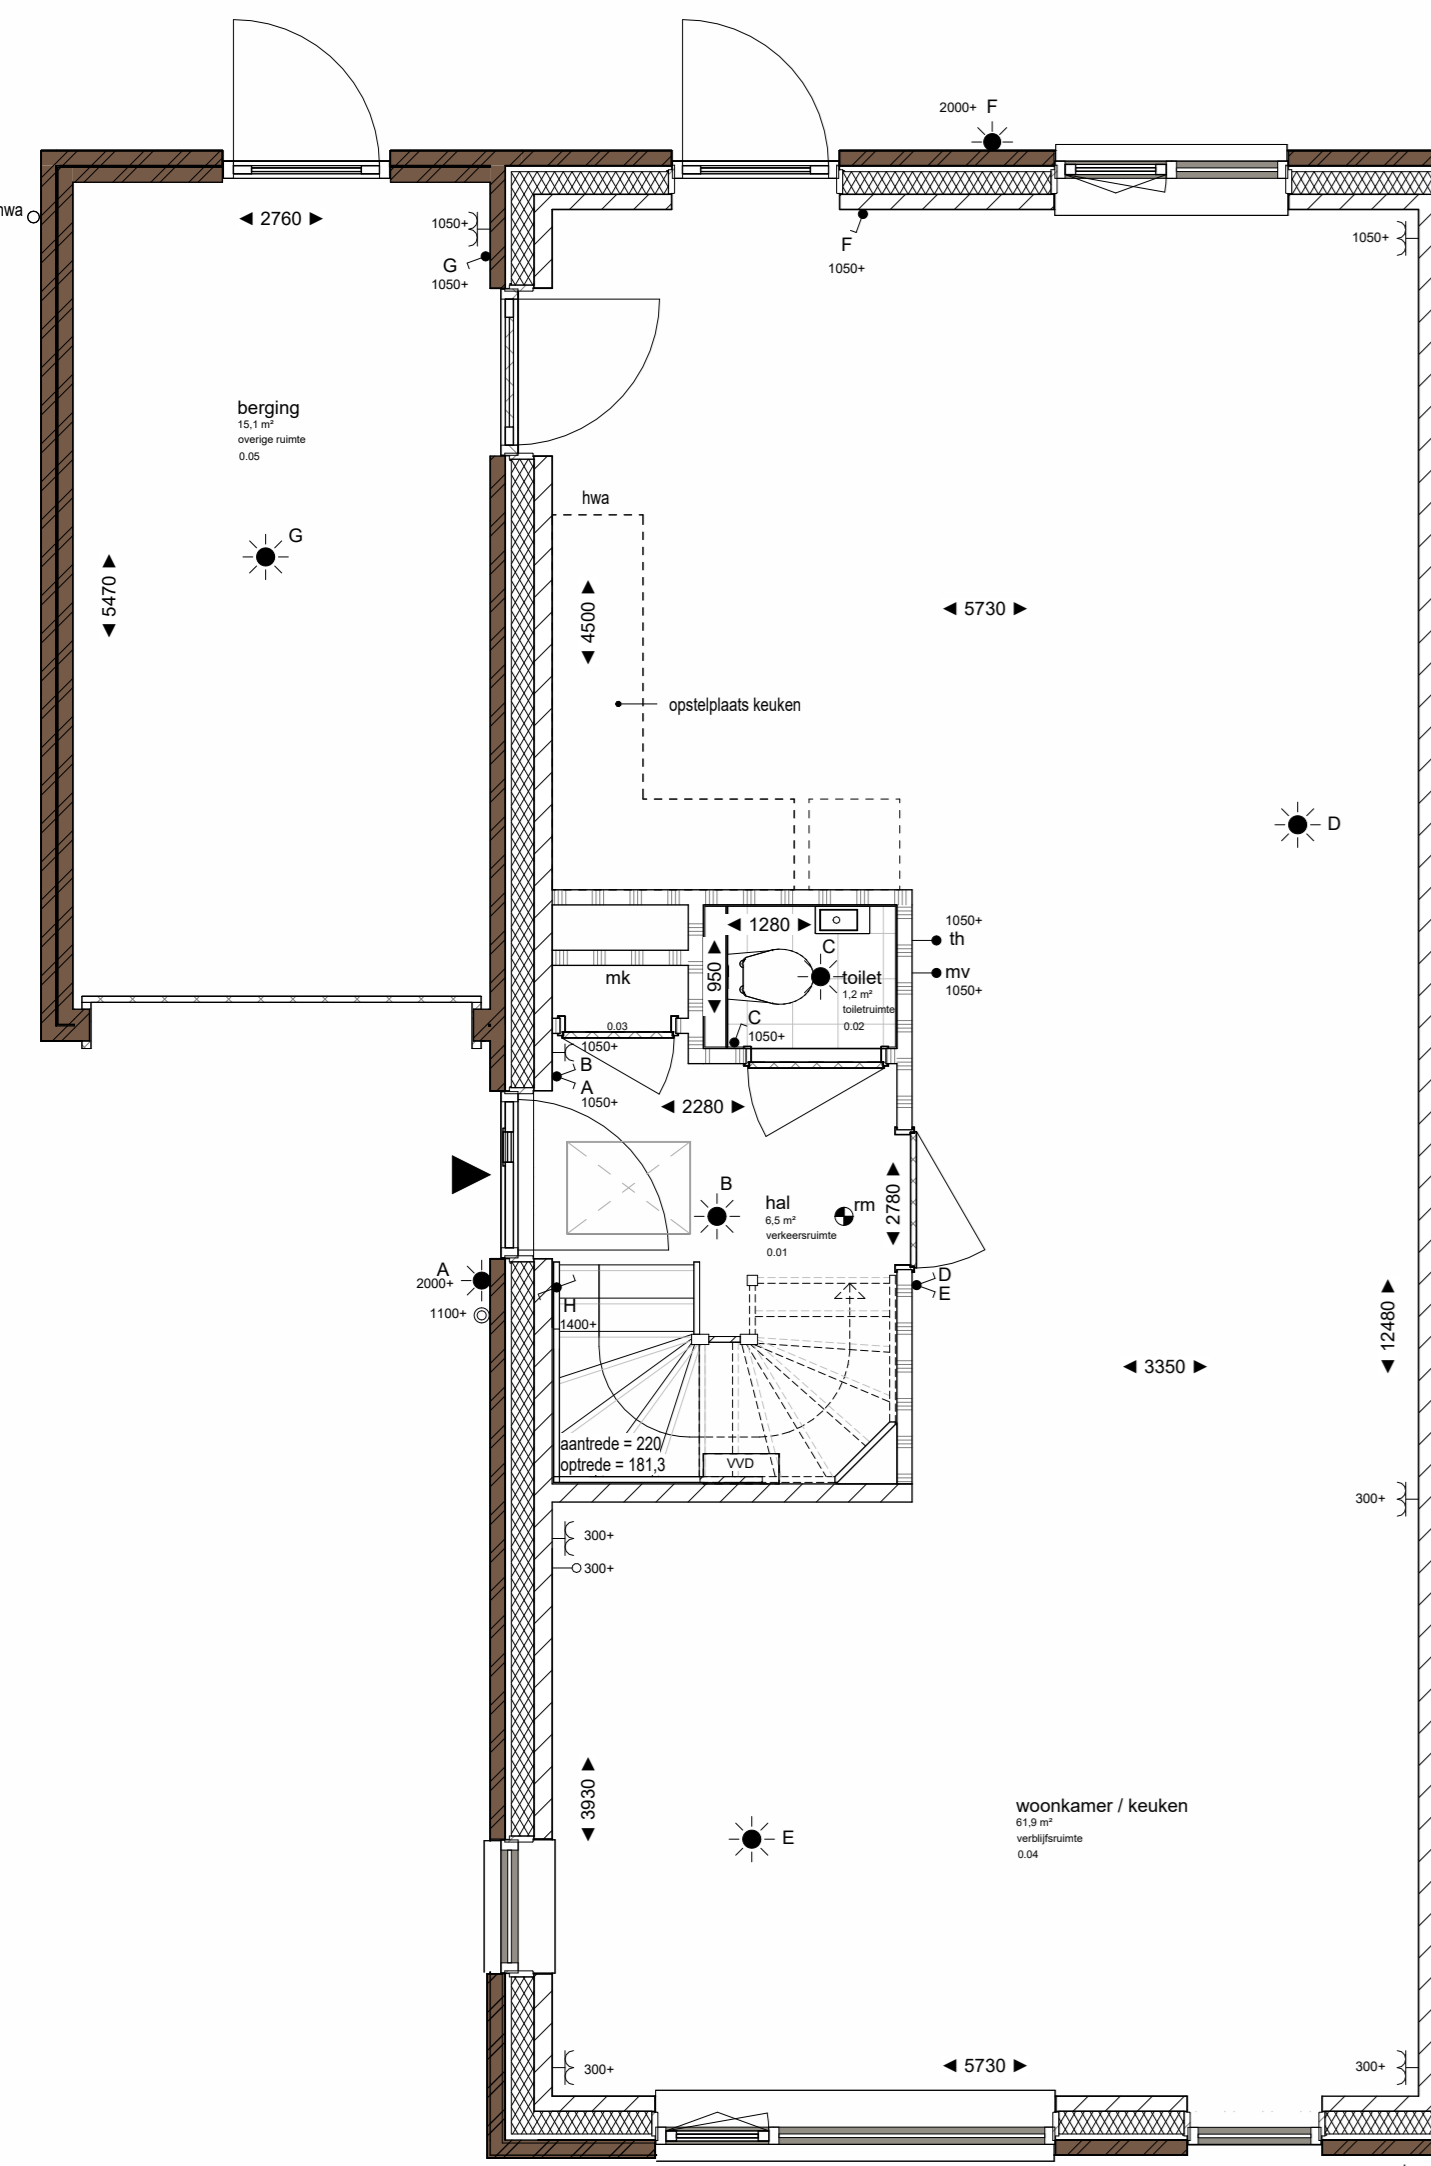 2000+ F
hwa
2760
1050+
G
1050+
F
1050+
1050+
berging
15,1 m²
overige ruimte
0.05
G
5470
hwa
4500
5730
opstelplaats keuken
D
1280
950
C
toilet
1,2 m²
toiletruimte
0.02
C
1050+
1050+
th
mv
1050+
mk
0.03
1050+
B
A
1050+
2280
B
hal
6,5 m²
verkeersruimte
0.01
rm
2780
A
2000+
1100+
H
1400+
D
E
12480
3350
aantrede = 220
optrede = 181,3
VVD
300+
300+
300+
3930
E
woonkamer / keuken
61,9 m²
verblijfsruimte
0.04
300+
5730
300+